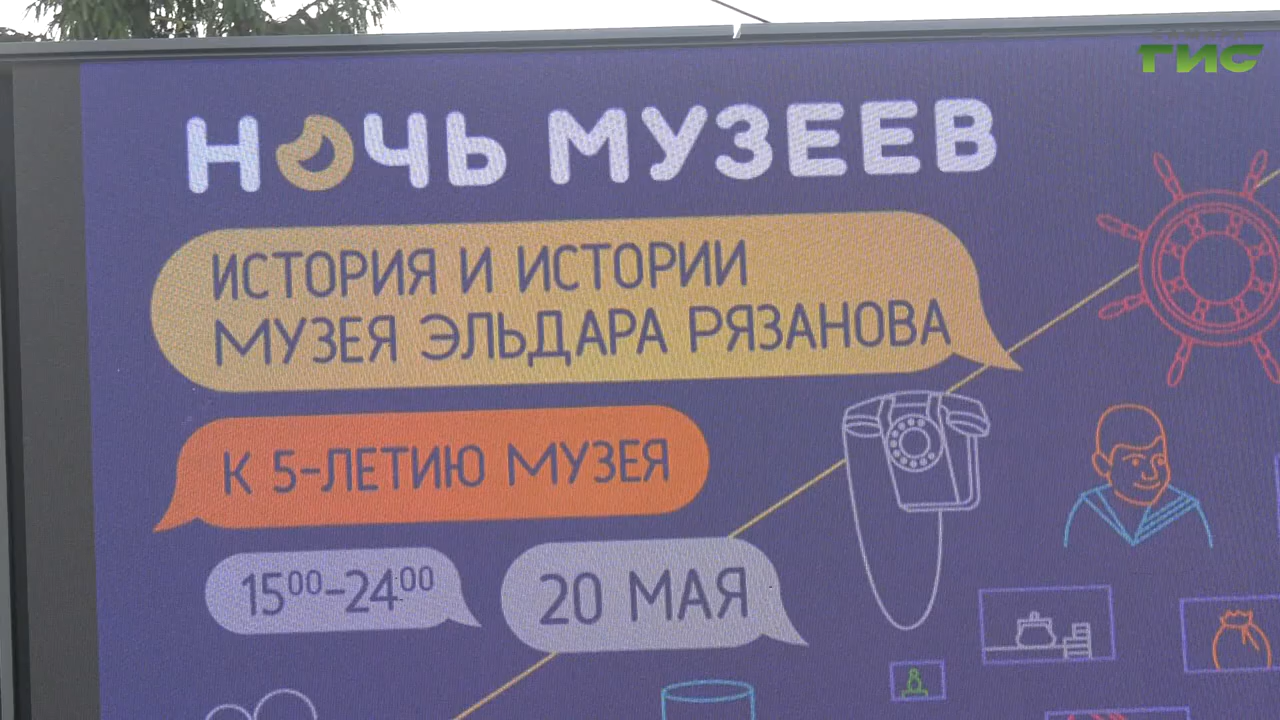 ГИС
НОЧЬ МУЗЕЕВ
ИСТОРИЯ И ИСТОРИИ
МУЗЕЯ ЭЛЬДАРА РЯЗАНОВА
К 5-ЛЕТИЮ МУЗЕЯ
15⁰⁰-24⁰⁰
20 МАЯ